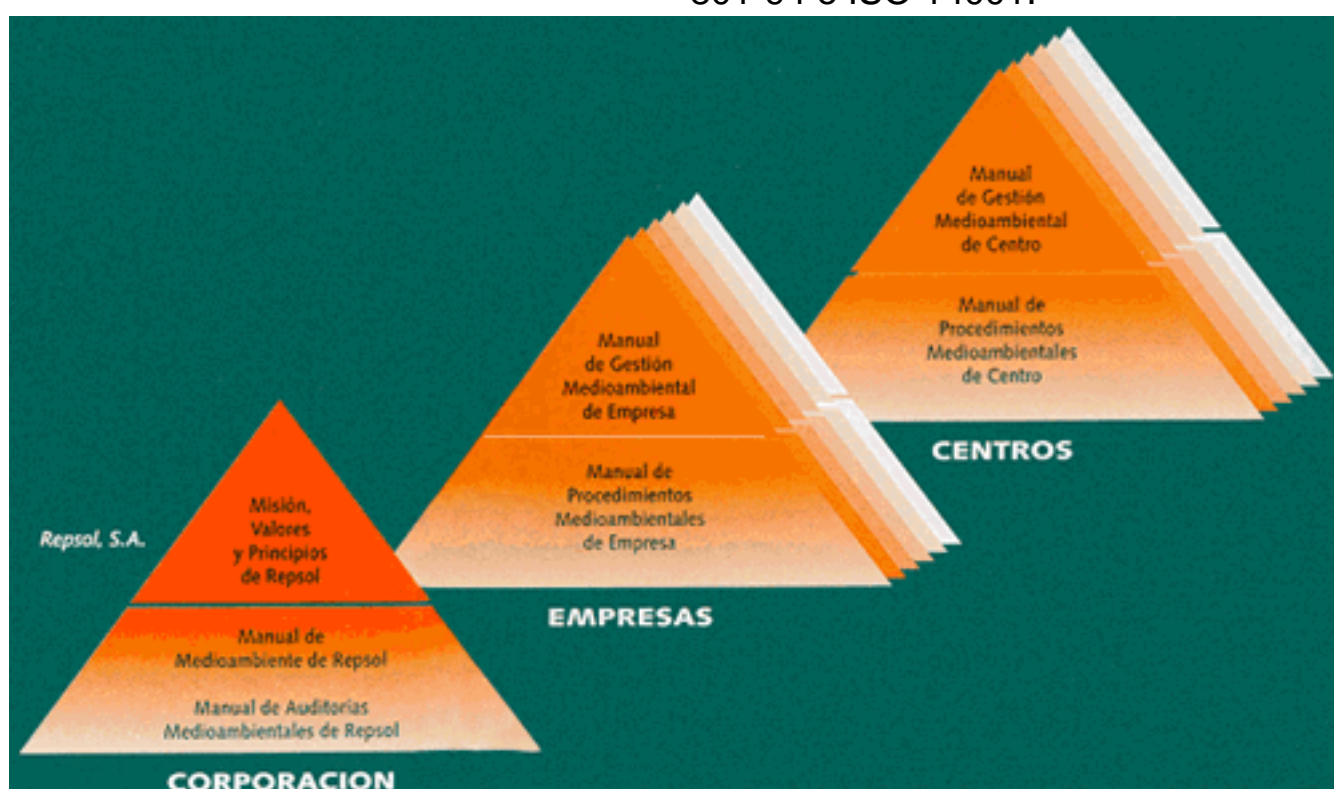 Manual
de Gestión
Medioambiental
de Centro
Manual de
Procedimientos
Medioambientales
de Centro
CENTROS
Manual
de Gestión
Medioambiental
de Empresa
Manual de
Procedimientos
Medioambientales
de Empresa
EMPRESAS
Repsol, S.A.
Misión,
Valores
y Principios
de Repsol
Manual de
Medioambiente de Repsol
Manual de Auditorías
Medioambientales de Repsol
CORPORACION